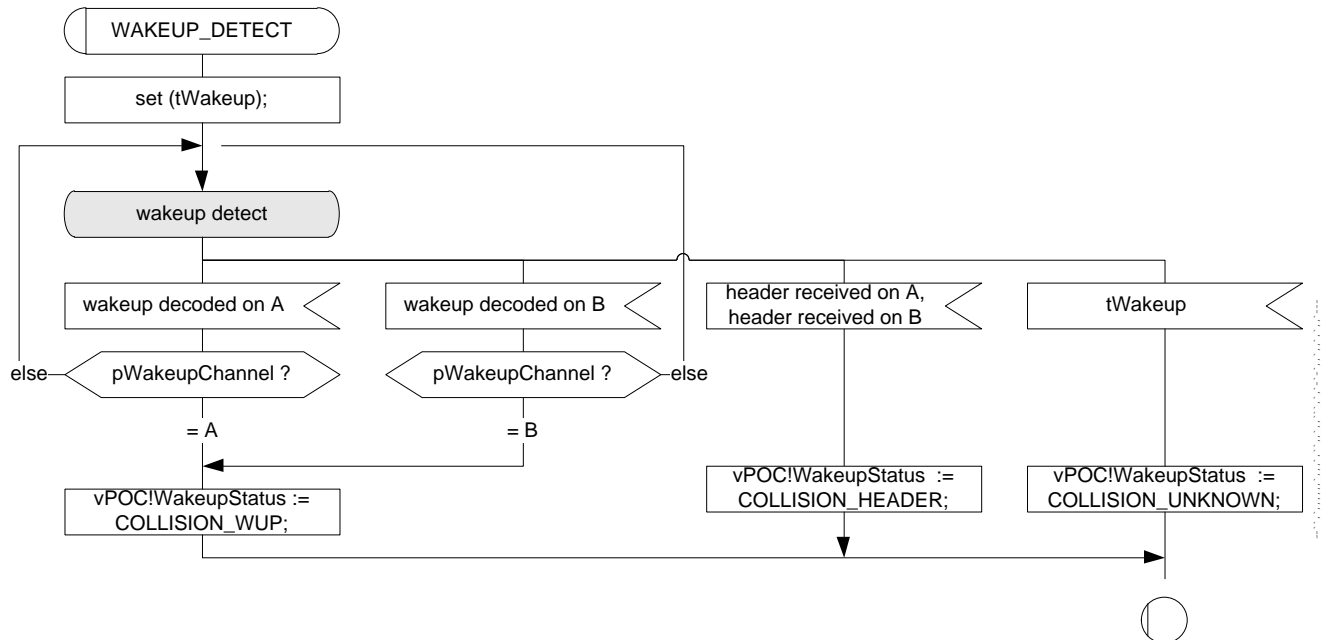 WAKEUP_DETECT
set (tWakeup);
wakeup detect
wakeup decoded on A
wakeup decoded on B
header received on A,
header received on B
tWakeup
else
pWakeupChannel ?
pWakeupChannel ?
else
= A
= B
vPOC!WakeupStatus :=
COLLISION_WUP;
vPOC!WakeupStatus :=
COLLISION_HEADER;
vPOC!WakeupStatus :=
COLLISION_UNKNOWN;